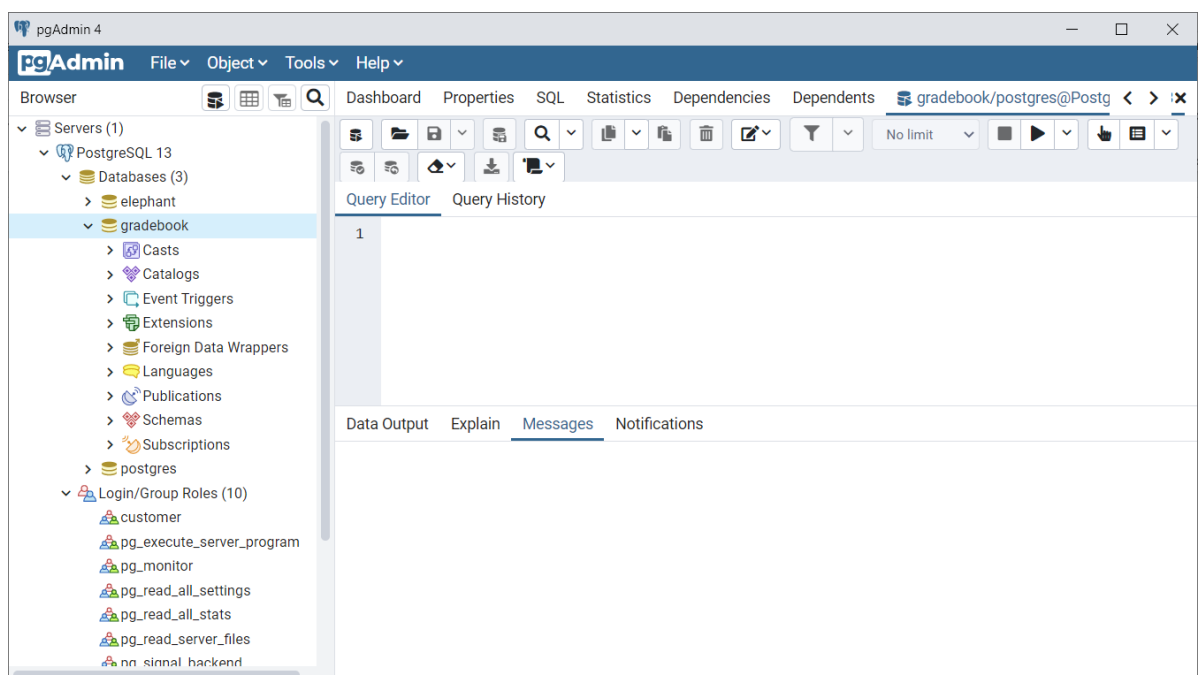 pgAdmin 4
pgAdmin File Object Tools Help
Browser
Dashboard Properties SQL Statistics Dependencies Dependents gradebook/postgres@Postg
Servers (1)
PostgreSQL 13
Databases (3)
elephant
gradebook
Casts
Catalogs
Event Triggers
Extensions
Foreign Data Wrappers
Languages
Publications
Schemas
Subscriptions
postgres
Login/Group Roles (10)
customer
pg_execute_server_program
pg_monitor
pg_read_all_settings
pg_read_all_stats
pg_read_server_files
pg_signal_backend
No limit
Query Editor Query History
1
Data Output Explain Messages Notifications